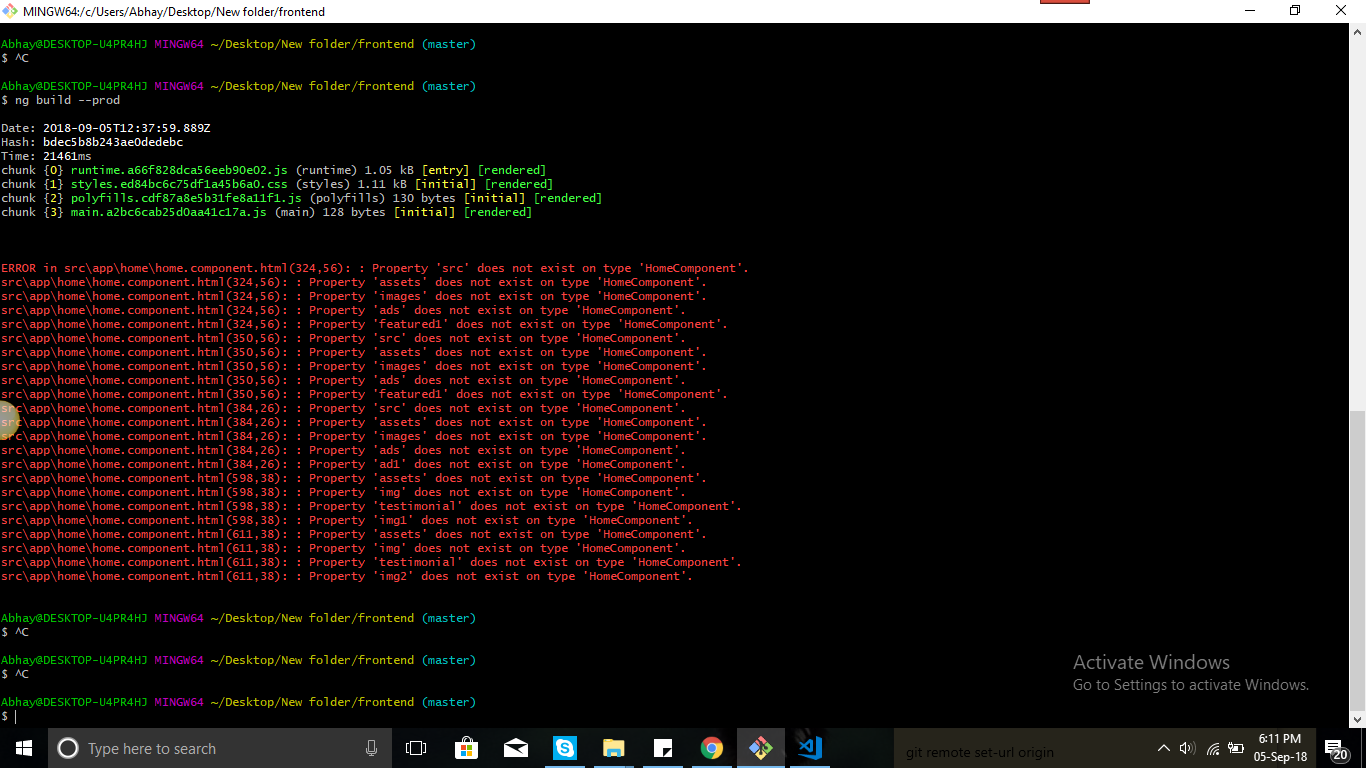 MINGW64:/c/Users/Abhay/Desktop/New folder/frontend
Abhay@DESKTOP-U4PR4HJ MINGW64 ~/Desktop/New folder/frontend (master)
$ ^C
Abhay@DESKTOP-U4PR4HJ MINGW64 ~/Desktop/New folder/frontend (master)
$ ng build --prod
Date: 2018-09-05T12:37:59.889Z
Hash: bdec5b8b243ae0dedebc
Time: 21461ms
chunk {0} runtime.a66f828dca56eeb90e02.js (runtime) 1.05 kB [entry] [rendered]
chunk {1} styles.ed84bc6c75df1a45b6a0.css (styles) 1.11 kB [initial] [rendered]
chunk {2} polyfills.cdf87a8e5b31fe8a11f1.js (polyfills) 130 bytes [initial] [rendered]
chunk {3} main.a2bc6cab25d0aa41c17a.js (main) 128 bytes [initial] [rendered]
ERROR in src\app\home\home.component.html(324,56): : Property 'src' does not exist on type 'HomeComponent'.
src\app\home\home.component.html(324,56): : Property 'assets' does not exist on type 'HomeComponent'.
src\app\home\home.component.html(324,56): : Property 'images' does not exist on type 'HomeComponent'.
src\app\home\home.component.html(324,56): : Property 'ads' does not exist on type 'HomeComponent'.
src\app\home\home.component.html(324,56): : Property 'featured1' does not exist on type 'HomeComponent'.
src\app\home\home.component.html(350,56): : Property 'src' does not exist on type 'HomeComponent'.
src\app\home\home.component.html(350,56): : Property 'assets' does not exist on type 'HomeComponent'.
src\app\home\home.component.html(350,56): : Property 'images' does not exist on type 'HomeComponent'.
src\app\home\home.component.html(350,56): : Property 'ads' does not exist on type 'HomeComponent'.
src\app\home\home.component.html(350,56): : Property 'featured1' does not exist on type 'HomeComponent'.
src\app\home\home.component.html(384,26): : Property 'src' does not exist on type 'HomeComponent'.
src\app\home\home.component.html(384,26): : Property 'assets' does not exist on type 'HomeComponent'.
src\app\home\home.component.html(384,26): : Property 'images' does not exist on type 'HomeComponent'.
src\app\home\home.component.html(384,26): : Property 'ads' does not exist on type 'HomeComponent'.
src\app\home\home.component.html(384,26): : Property 'ad1' does not exist on type 'HomeComponent'.
src\app\home\home.component.html(598,38): : Property 'assets' does not exist on type 'HomeComponent'.
src\app\home\home.component.html(598,38): : Property 'img' does not exist on type 'HomeComponent'.
src\app\home\home.component.html(598,38): : Property 'testimonial' does not exist on type 'HomeComponent'.
src\app\home\home.component.html(598,38): : Property 'img1' does not exist on type 'HomeComponent'.
src\app\home\home.component.html(611,38): : Property 'assets' does not exist on type 'HomeComponent'.
src\app\home\home.component.html(611,38): : Property 'img' does not exist on type 'HomeComponent'.
src\app\home\home.component.html(611,38): : Property 'testimonial' does not exist on type 'HomeComponent'.
src\app\home\home.component.html(611,38): : Property 'img2' does not exist on type 'HomeComponent'.
Abhay@DESKTOP-U4PR4HJ MINGW64 ~/Desktop/New folder/frontend (master)
$ ^C
Abhay@DESKTOP-U4PR4HJ MINGW64 ~/Desktop/New folder/frontend (master)
$ ^C
Abhay@DESKTOP-U4PR4HJ MINGW64 ~/Desktop/New folder/frontend (master)
$
Activate Windows
Go to Settings to activate Windows.
Type here to search
git remote set-url origin
6:11 PM
05-Sep-18
20